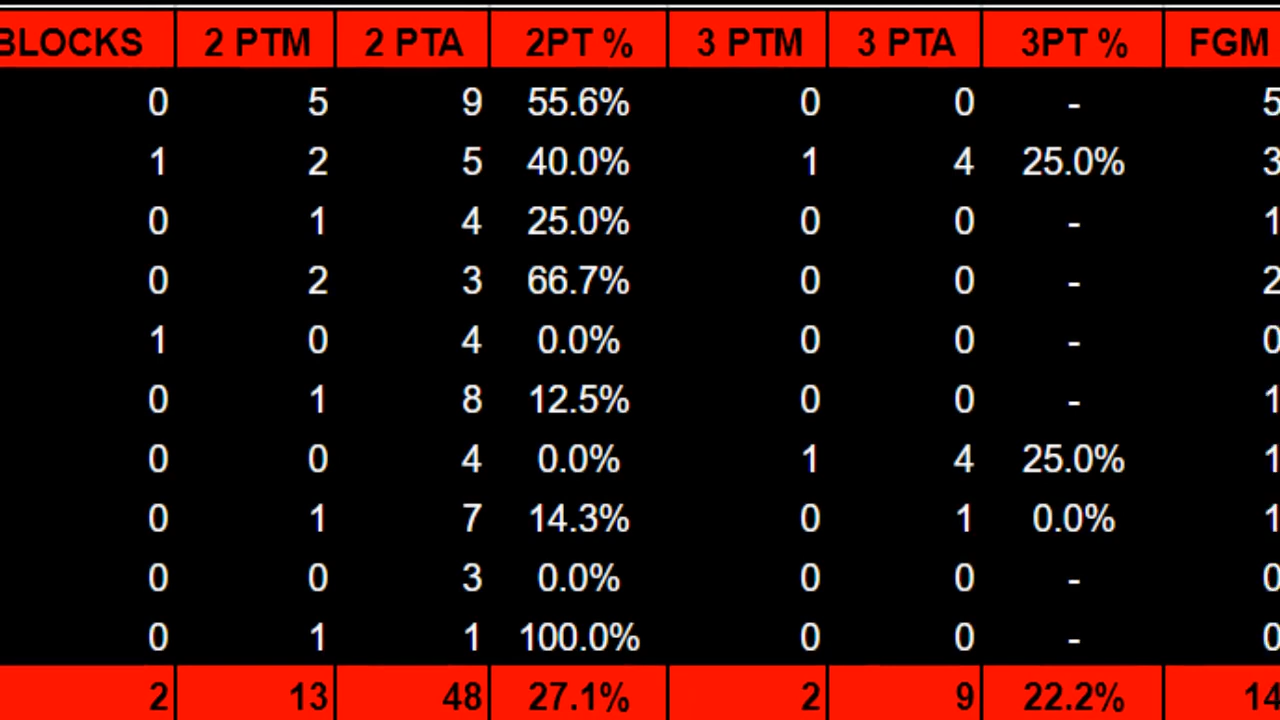 BLOCKS 2 PTM 2 PTA 2PT % 3 PTM 3 PTA 3PT % FGM
0 5 9 55.6% 0 0 - 5
1 2 5 40.0% 1 4 25.0% 3
0 1 4 25.0% 0 0 - 1
0 2 3 66.7% 0 0 - 2
1 0 4 0.0% 0 0 - 0
0 1 8 12.5% 0 0 - 1
0 0 4 0.0% 1 4 25.0% 1
0 1 7 14.3% 0 1 0.0% 1
0 0 3 0.0% 0 0 - 0
0 1 1 100.0% 0 0 - 0
2 13 48 27.1% 2 9 22.2% 14